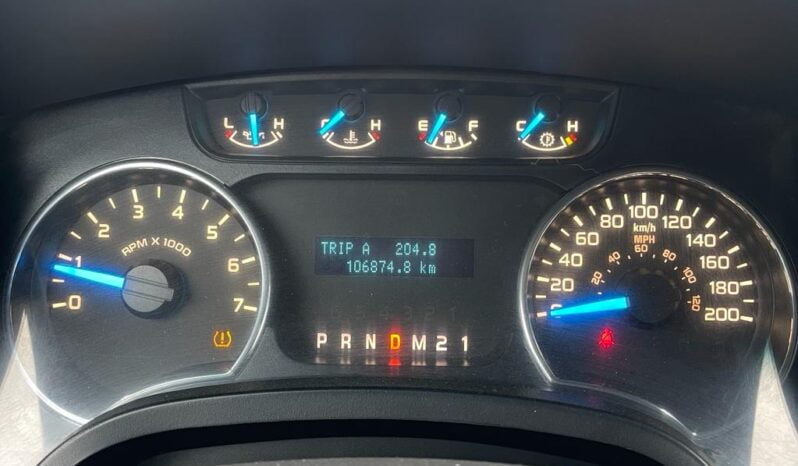 L H C H E F C H
0 1 2 3 4 5 6 7
RPM X 1000
TRIP A 204.8
106874.8 km
P R N D M 2 1
0 20 40 60 80 100 120 140 160 180 200
km/h
MPH
20 40 60 80 100 120